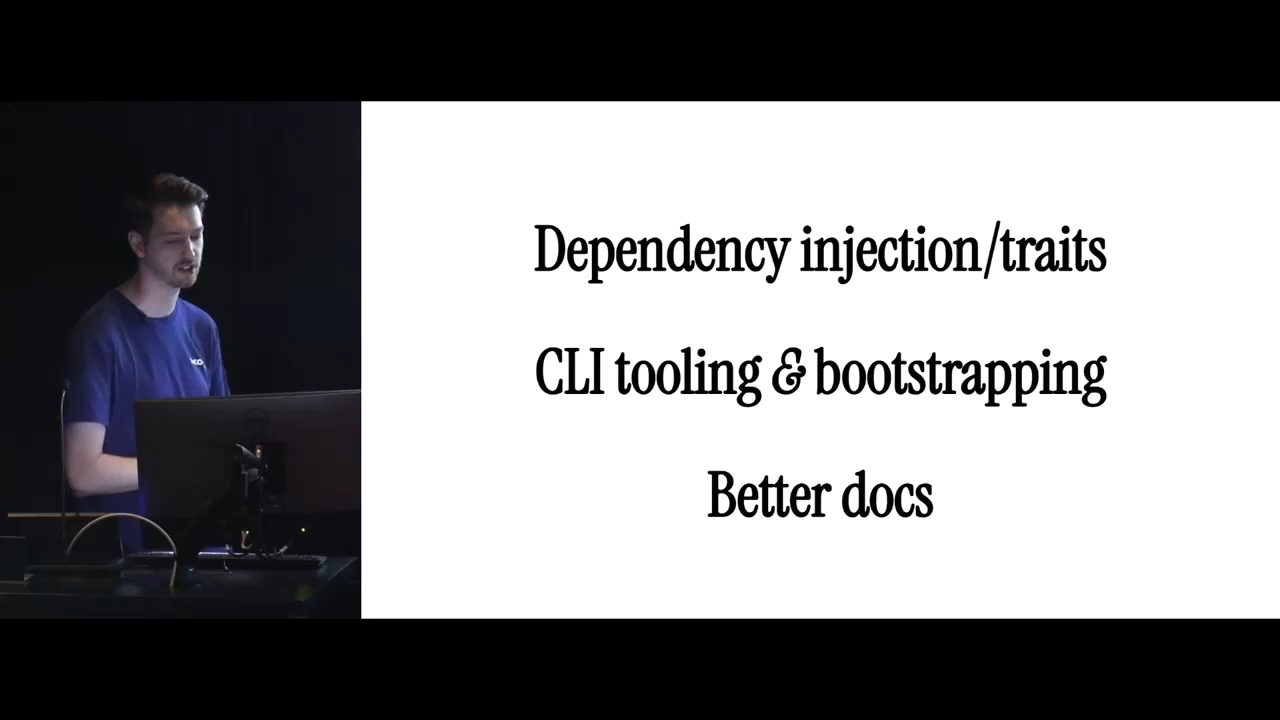 Dependency injection/traits
CLI tooling & bootstrapping
Better docs